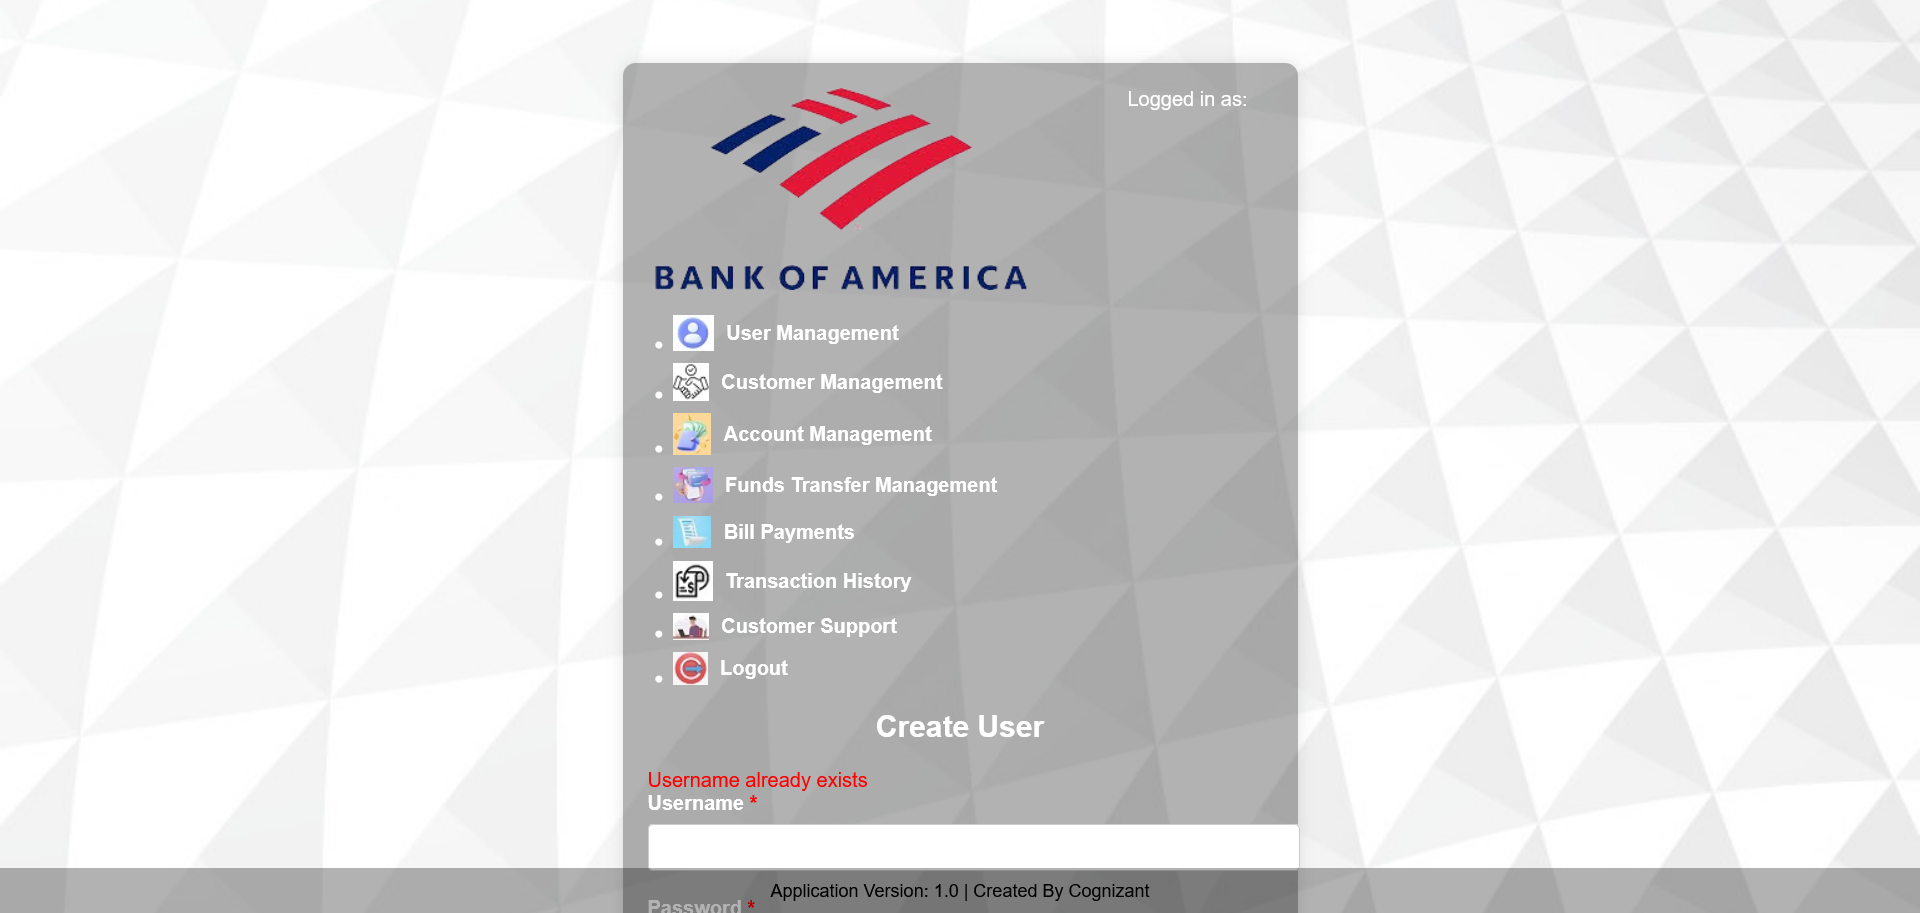 Logged in as:
BANK OF AMERICA
User Management
Customer Management
Account Management
Funds Transfer Management
Bill Payments
Transaction History
Customer Support
Logout
Create User
Username already exists
Username *
Application Version: 1.0 | Created By Cognizant
Password *